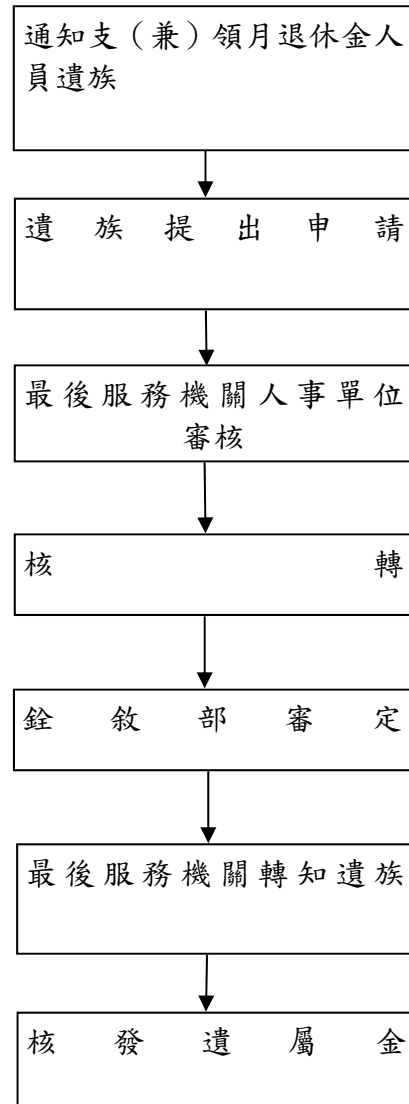 通知支（兼）領月退休金人
員遺族
遺族提出申請
最後服務機關人事單位
審核
核轉
銓敘部審定
最後服務機關轉知遺族
核發遺屬金